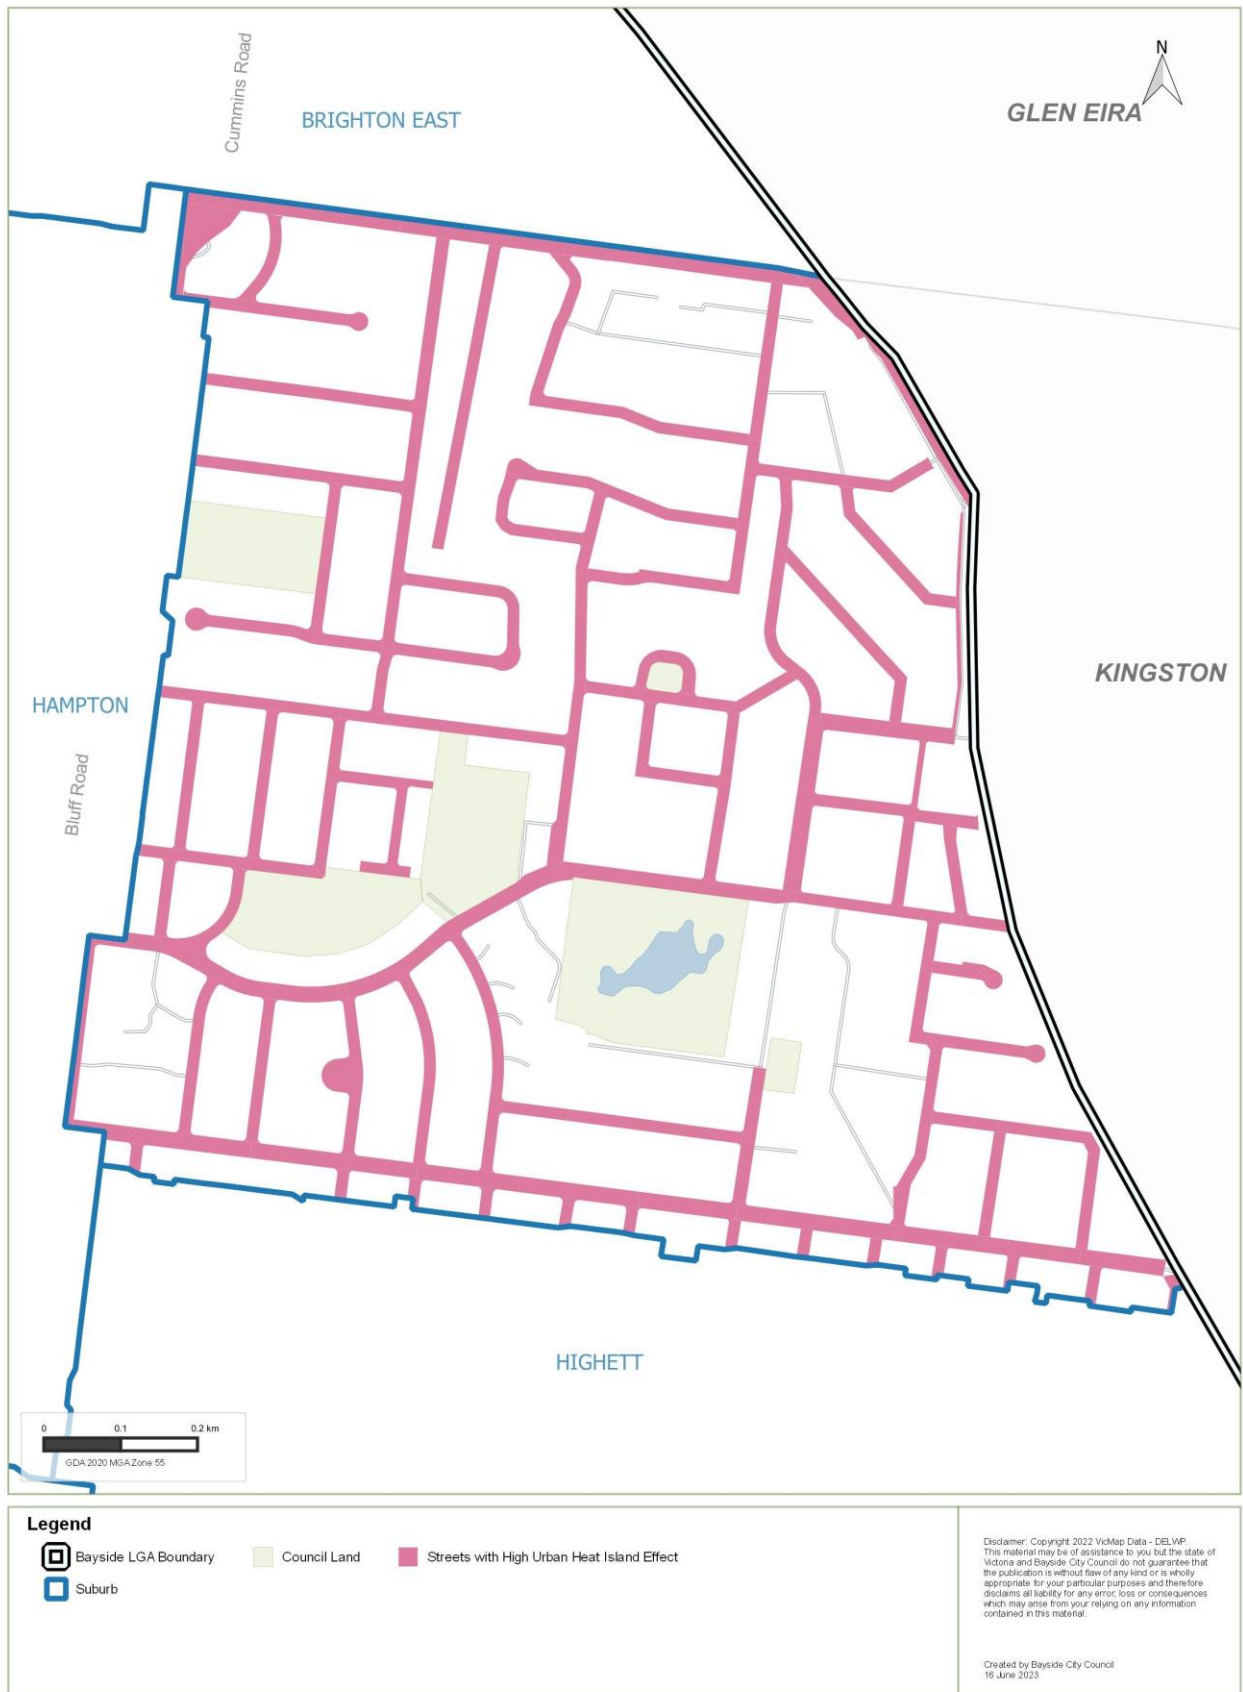 Cummins Road
BRIGHTON EAST
N
GLEN EIRA
KINGSTON
HAMPTON
Bluff Road
HIGHETT
0 0.1 0.2 km
GDA 2020 MGA Zone 55
Legend
Bayside LGA Boundary
Council Land
Streets with High Urban Heat Island Effect
Suburb
Disclaimer: Copyright 2022 VicMap Data - DELWP.
This material may be of assistance to you but the state of
Victoria and Bayside City Council do not guarantee that
the publication is without flaw of any kind or is wholly
appropriate for your particular purposes and therefore
disclaims all liability for any error, loss or consequences
which may arise from your relying on any information
contained in this material.
Created by Bayside City Council
16 June 2023